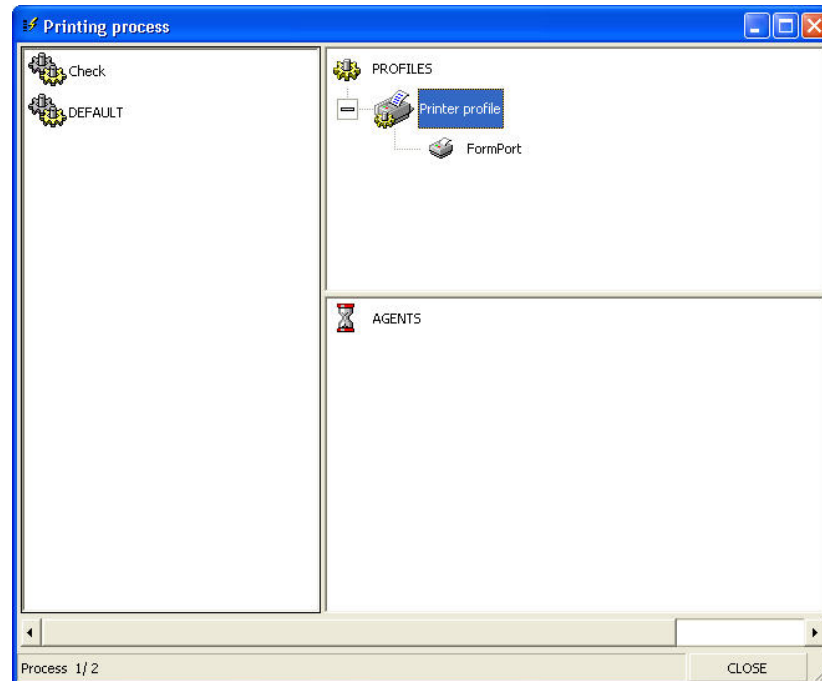 Printing process
Check
DEFAULT
PROFILES
Printer profile
FormPort
AGENTS
Process 1/ 2
CLOSE